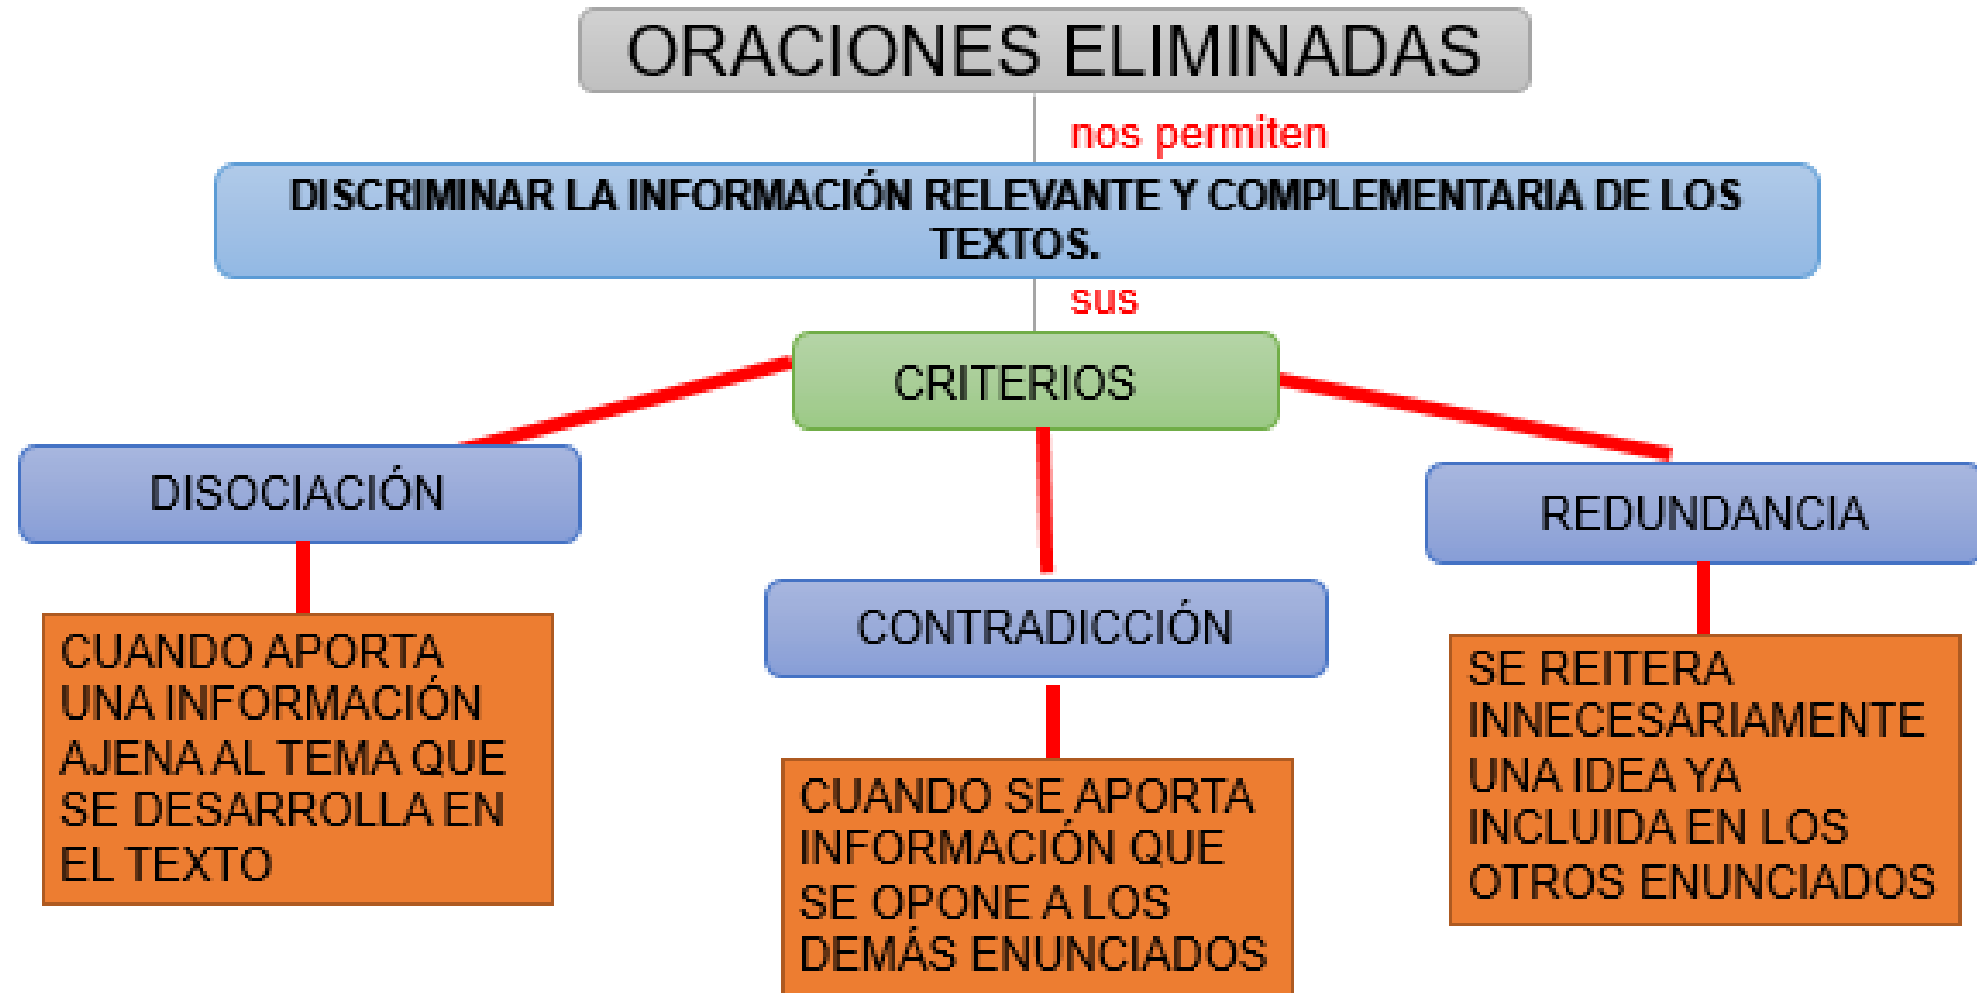 ORACIONES ELIMINADAS
nos permiten
DISCRIMINAR LA INFORMACIÓN RELEVANTE Y COMPLEMENTARIA DE LOS
TEXTOS.
sus
CRITERIOS
DISOCIACIÓN
CUANDO APORTA
UNA INFORMACIÓN
AJENA AL TEMA QUE
SE DESARROLLA EN
EL TEXTO
CONTRADICCIÓN
CUANDO SE APORTA
INFORMACIÓN QUE
SE OPONE A LOS
DEMÁS ENUNCIADOS
REDUNDANCIA
SE REITERA
INNECESARIAMENTE
UNA IDEA YA
INCLUIDA EN LOS
OTROS ENUNCIADOS